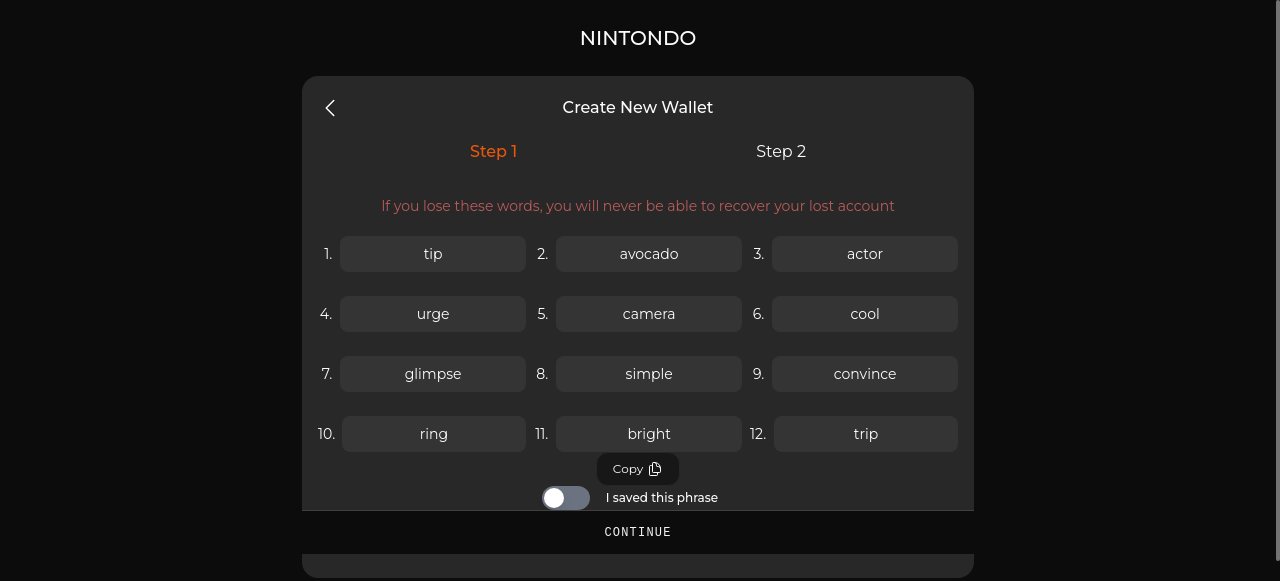 NINTONDO
Create New Wallet
Step 1 Step 2
If you lose these words, you will never be able to recover your lost account
1. tip 2. avocado 3. actor
4. urge 5. camera 6. cool
7. glimpse 8. simple 9. convince
10. ring 11. bright 12. trip
Copy
I saved this phrase
CONTINUE